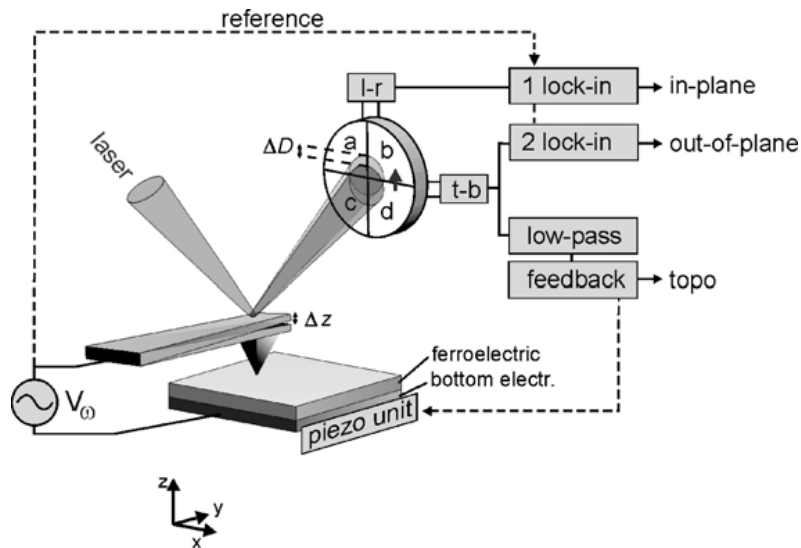 reference
l-r
1 lock-in
in-plane
laser
ΔD
a
b
2 lock-in
out-of-plane
c
d
t-b
low-pass
feedback
topo
Δz
ferroelectric
bottom electr.
Vω
piezo unit
z
y
x